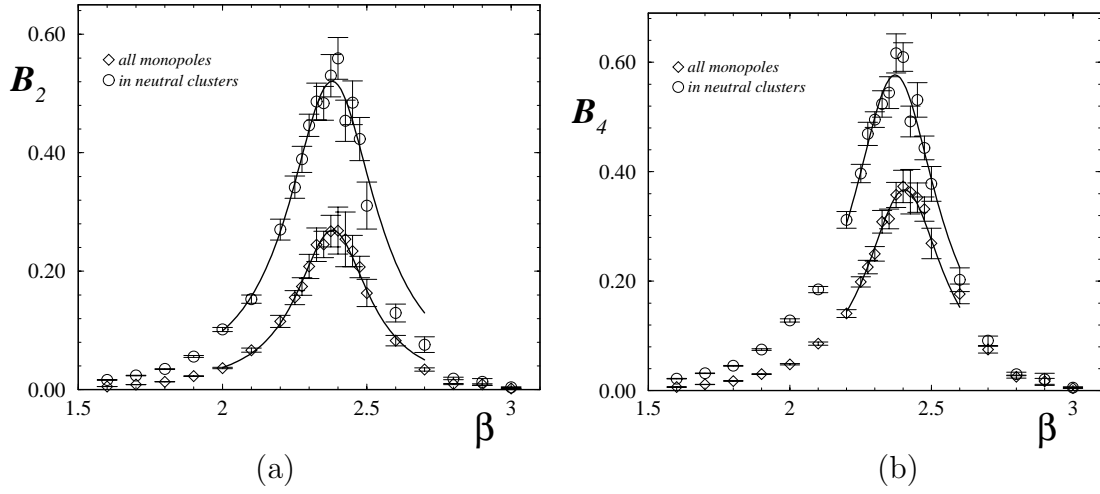 0.60
◇ all monopoles
○ in neutral clusters
B2
0.40
0.20
0.00
1.5 2 2.5 3
β
(a)
0.60
◇ all monopoles
○ in neutral clusters
B4
0.40
0.20
0.00
1.5 2 2.5 3
β
(b)